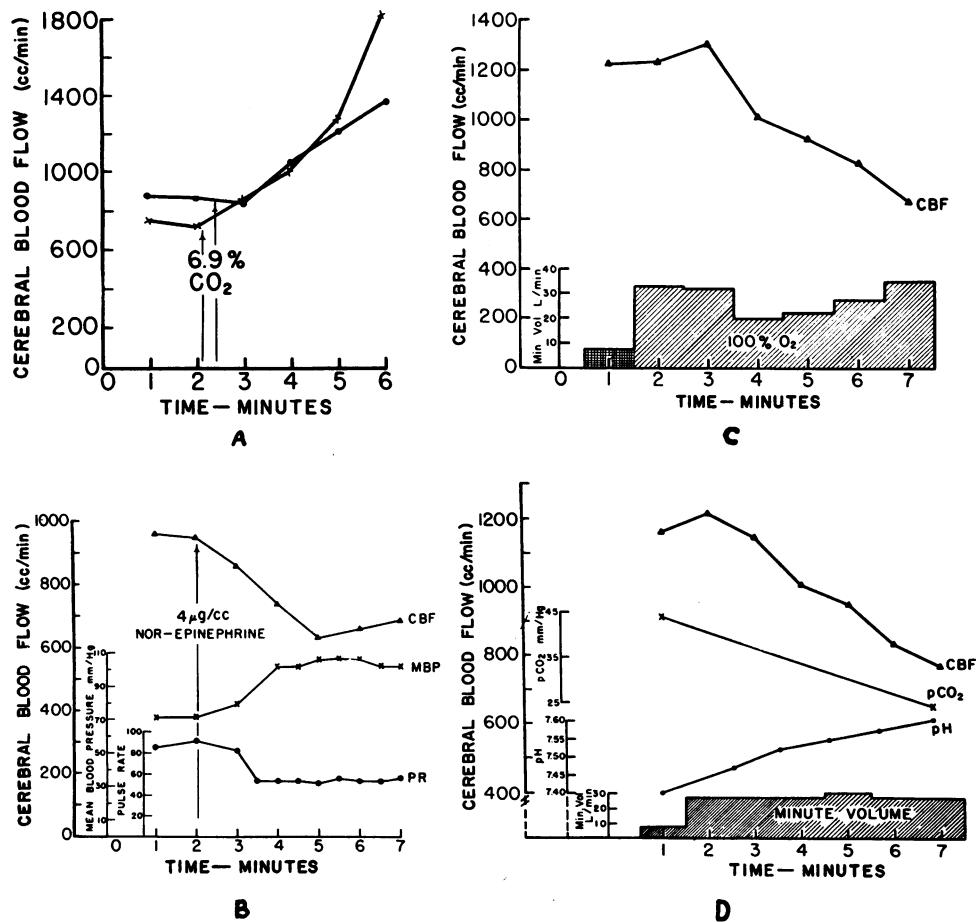 CEREBRAL BLOOD FLOW (cc/min)
1800
1400
1000
600
200
0
6.9%
CO₂
0 1 2 3 4 5 6
TIME—MINUTES
A
CEREBRAL BLOOD FLOW (cc/min)
1400
1200
1000
800
600
400
200
0
CBF
Min Vol L/min
40
30
20
10
100% O₂
0 1 2 3 4 5 6 7
TIME—MINUTES
C
CEREBRAL BLOOD FLOW (cc/min)
1000
800
600
400
200
0
4 μg/cc
NOR-EPINEPHRINE
CBF
MBP
PR
MEAN BLOOD PRESSURE mm/Hg
110
90
70
50
30
10
PULSE RATE
100
80
60
40
20
0 1 2 3 4 5 6 7
TIME—MINUTES
B
CEREBRAL BLOOD FLOW (cc/min)
1200
1000
800
600
400
CBF
pCO₂ mm/Hg
45
35
25
pCO₂
pH
7.60
7.55
7.50
7.45
7.40
pH
Min Vol
L/min
30
20
10
MINUTE VOLUME
0 1 2 3 4 5 6 7
TIME—MINUTES
D